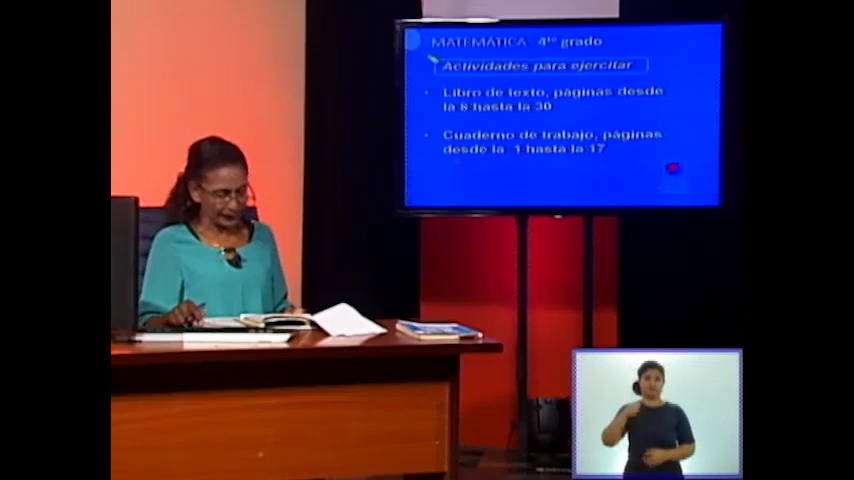 MATEMÁTICA 4to grado
Actividades para ejercitar
• Libro de texto, páginas desde
la 8 hasta la 30
• Cuaderno de trabajo, páginas
desde la 1 hasta la 17